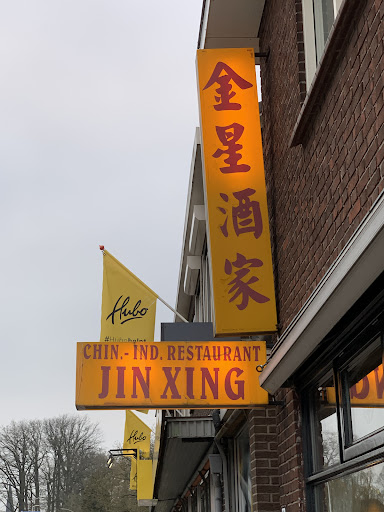 金星酒家
Hubo
CHIN.-IND. RESTAURANT
JIN XING
Hubo